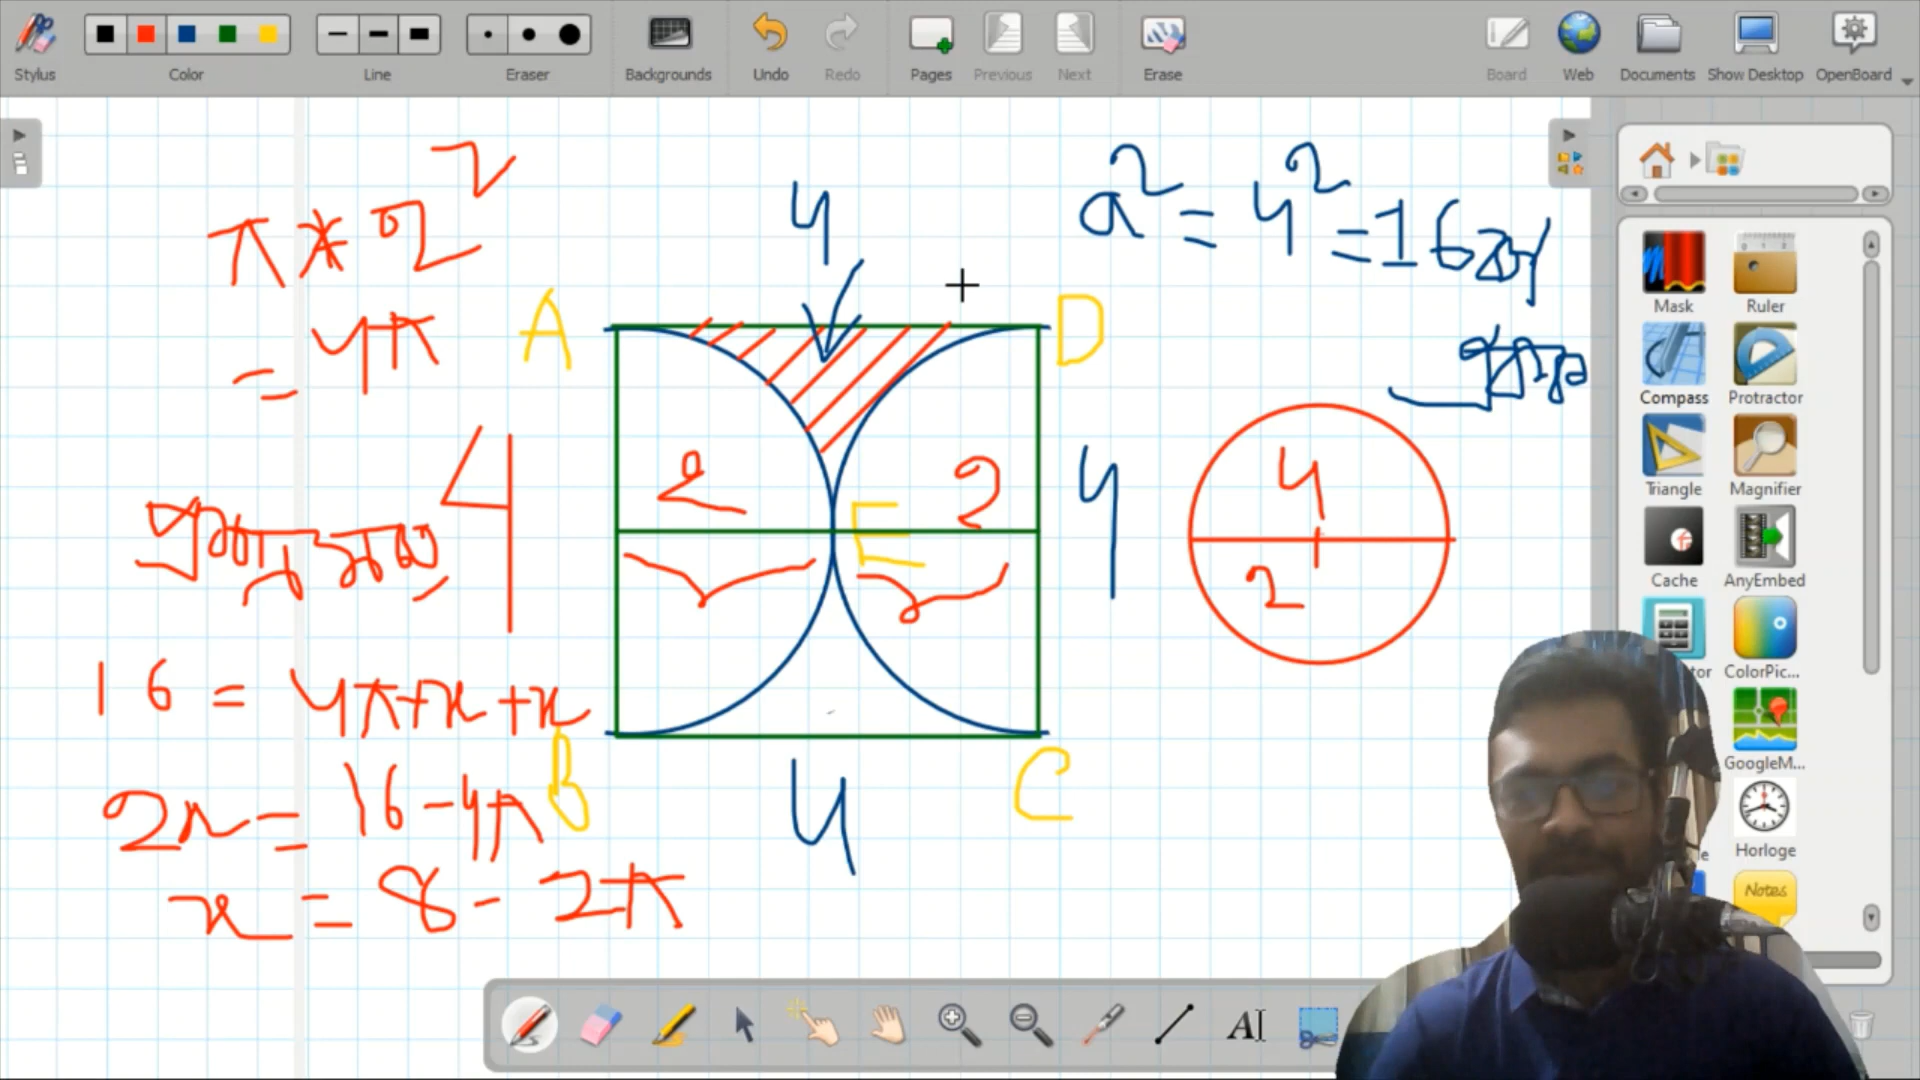 Stylus
Color
Line
Eraser
Backgrounds
Undo
Redo
Pages
Previous
Next
Erase
Board
Web
Documents
Show Desktop
OpenBoard
π * 2²
= 4π
4
a² = 4² = 16
A
D
2
2
E
4
4
2
16 = 4π+x+x
2x = 16-4π
x = 8-2π
B
C
4
Mask
Ruler
Compass
Protractor
Triangle
Magnifier
Cache
AnyEmbed
ColorPic...
GoogleM...
Horloge
Notes